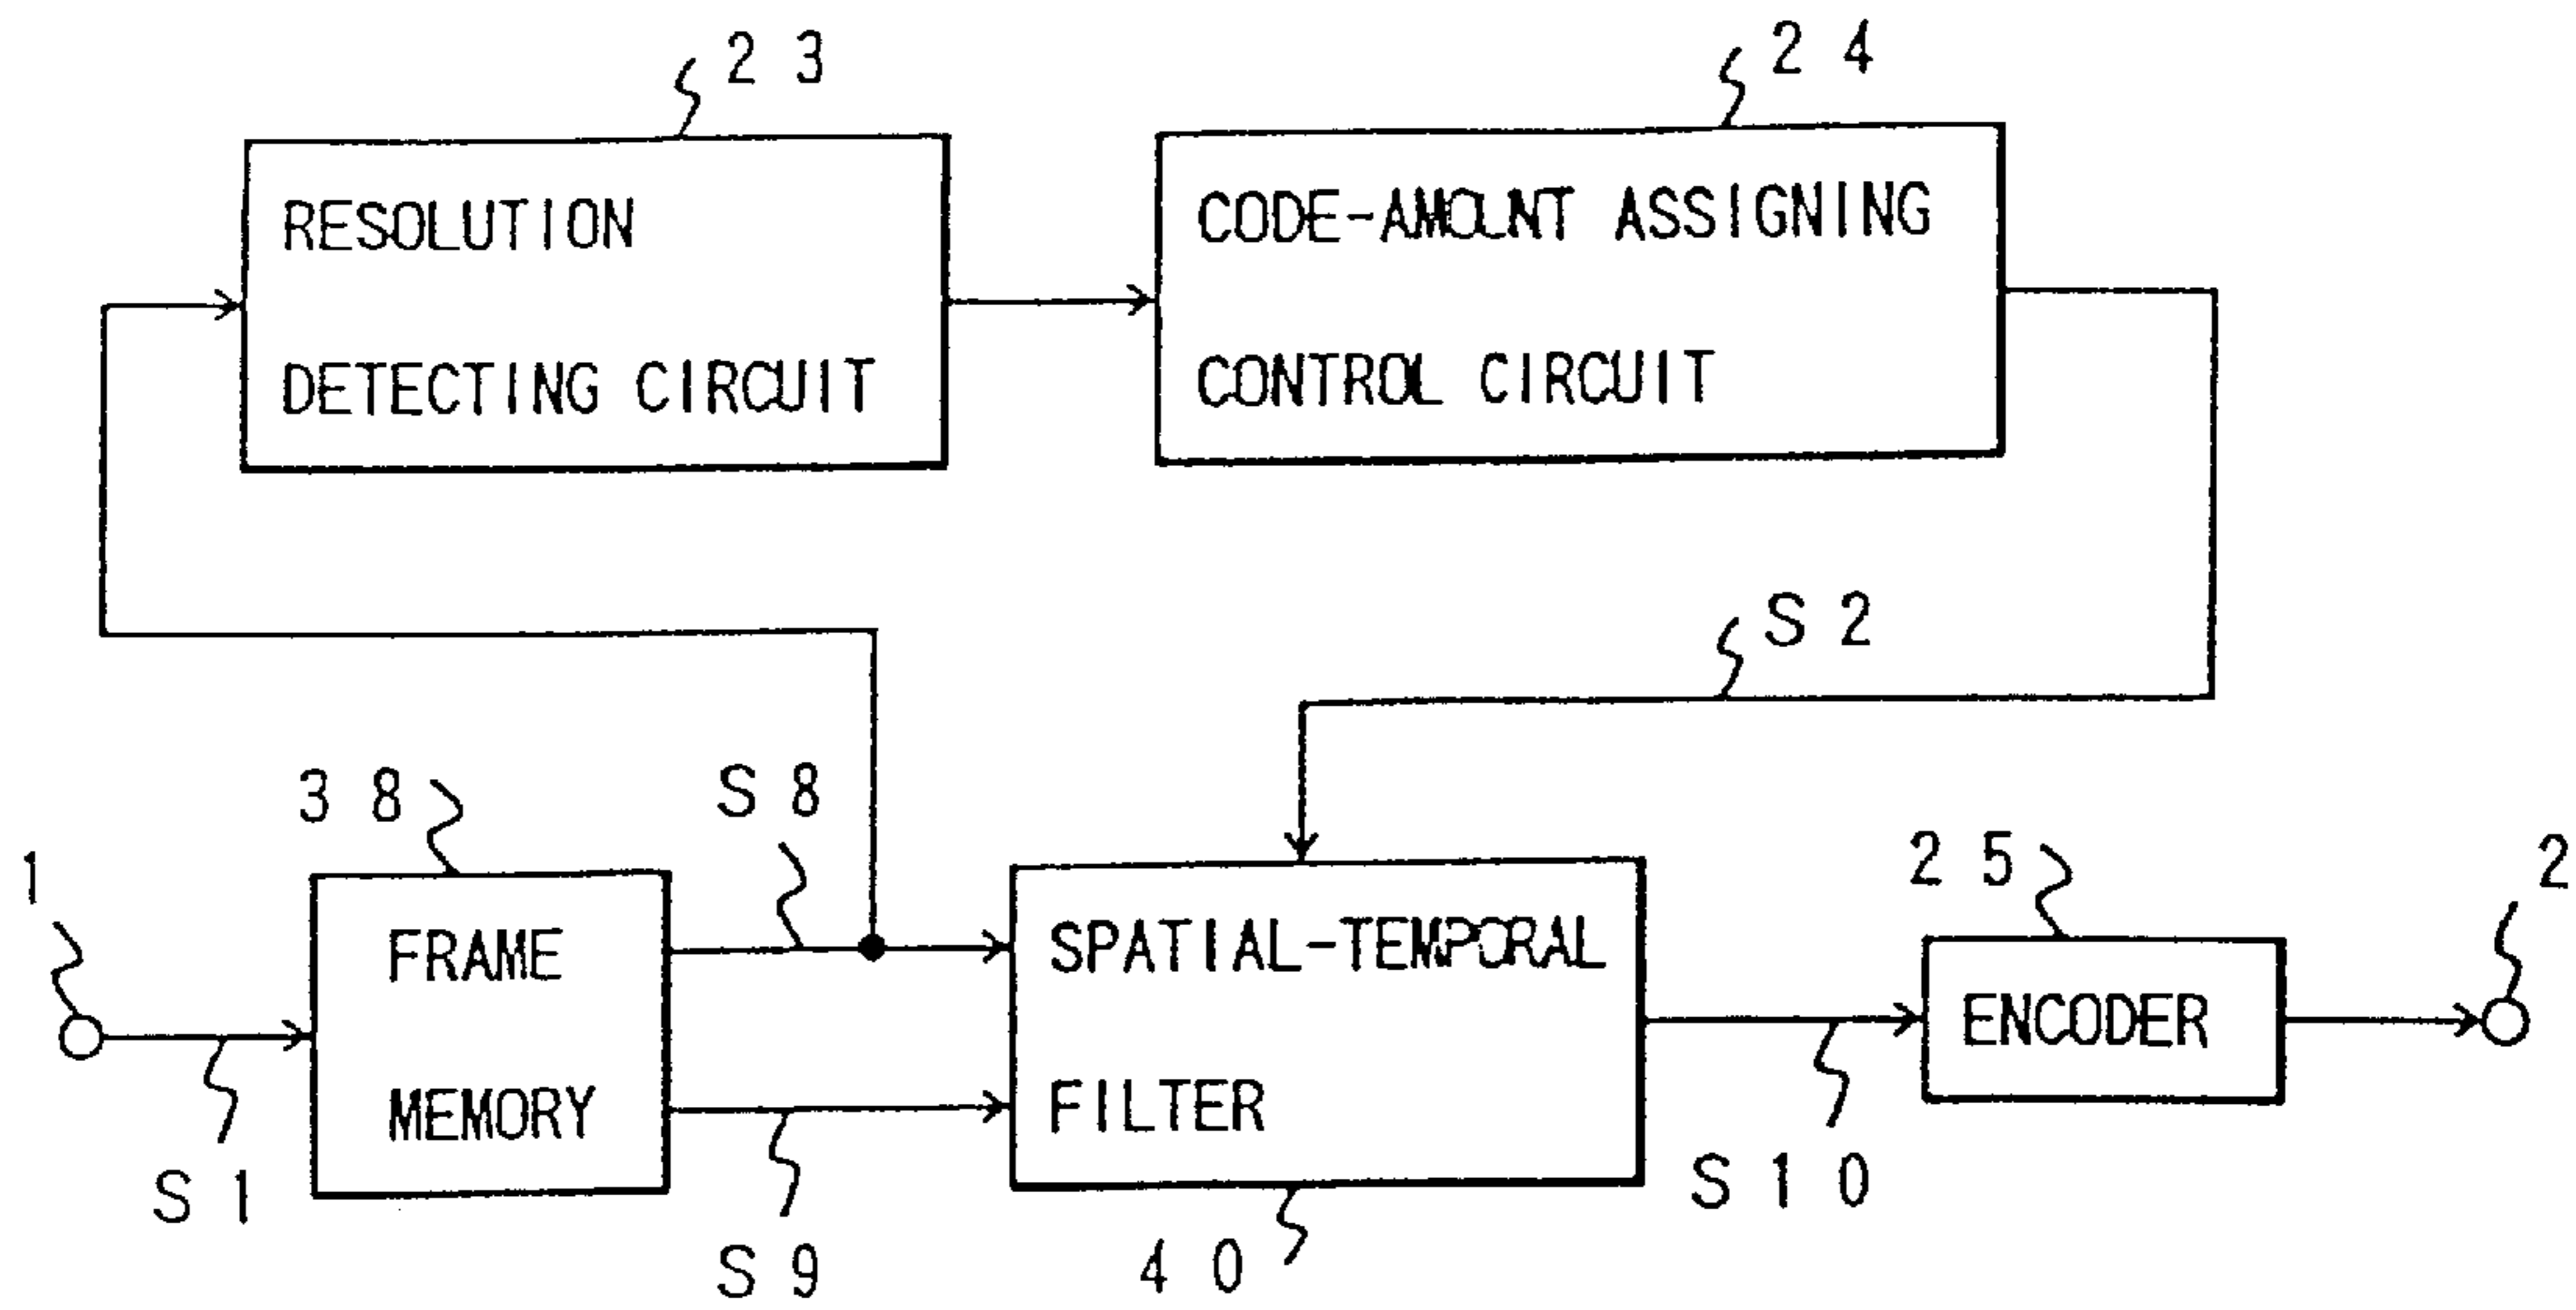 23
24
RESOLUTION
DETECTING CIRCUIT
CODE-AMOUNT ASSIGNING
CONTROL CIRCUIT
S2
38
S8
25
1
2
FRAME
MEMORY
SPATIAL-TEMPORAL
FILTER
ENCODER
S1
S9
40
S10